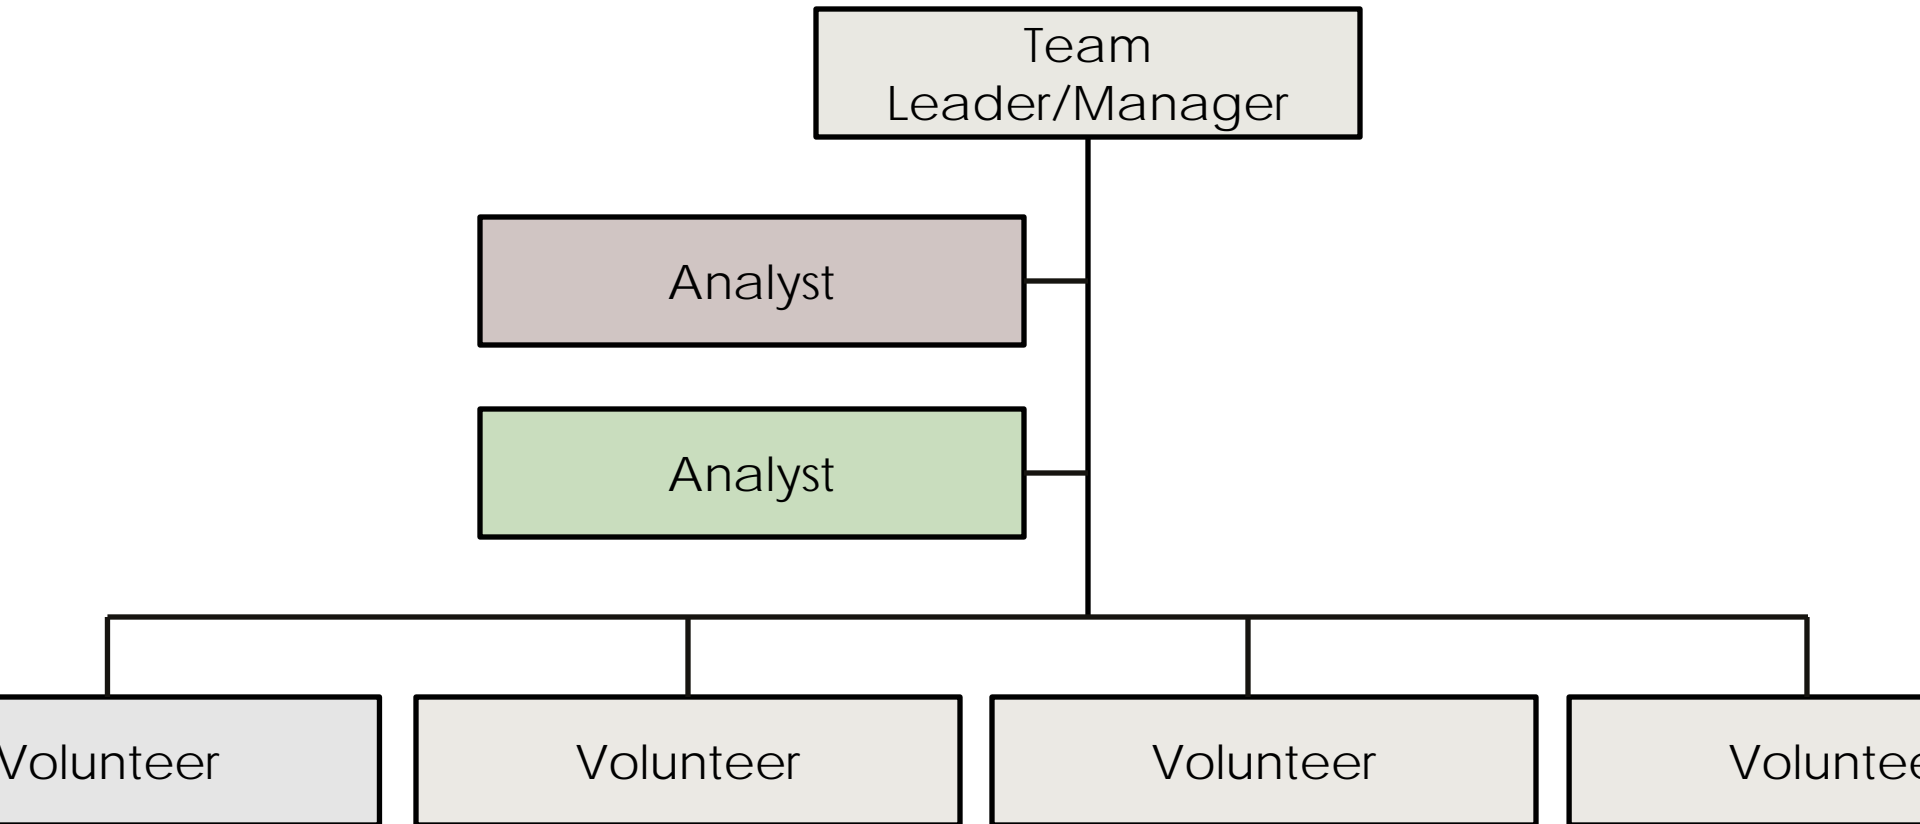 Team
Leader/Manager
Analyst
Analyst
Volunteer
Volunteer
Volunteer
Voluntee